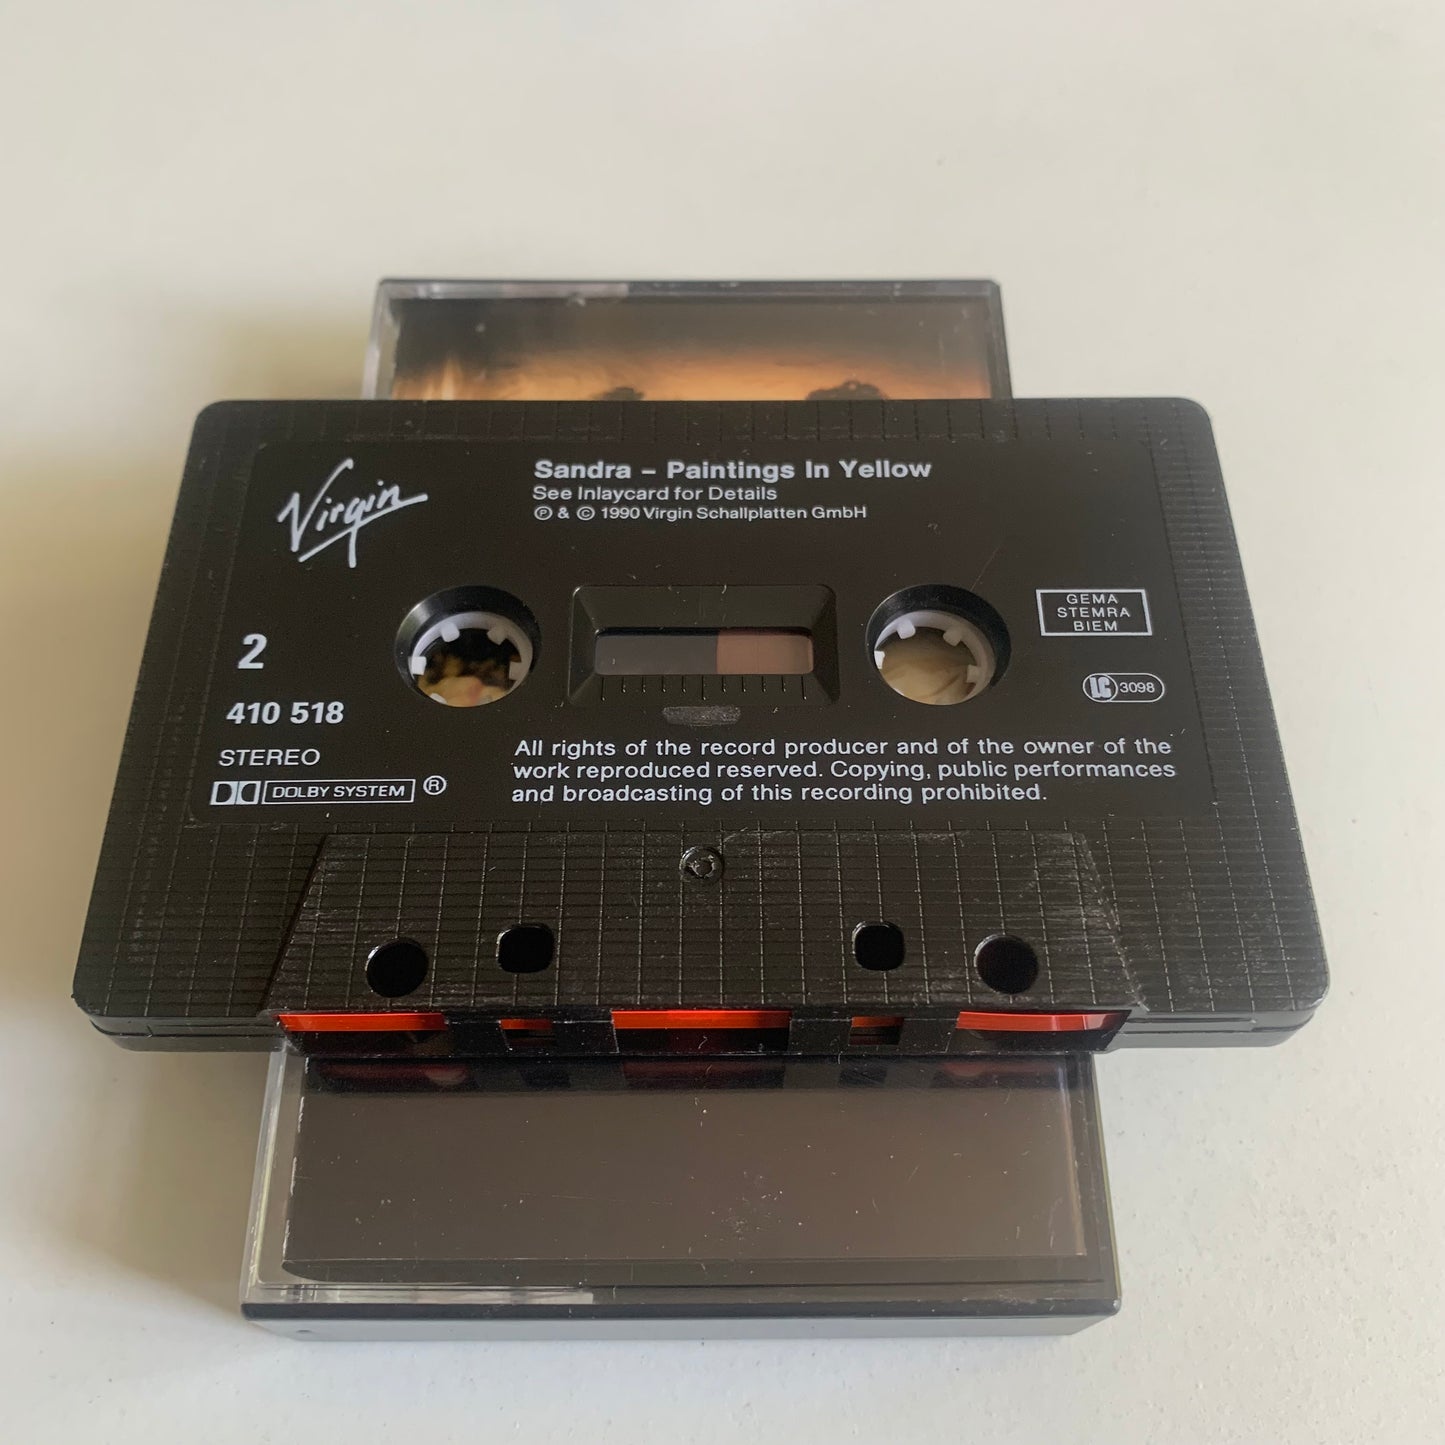 Virgin
Sandra – Paintings In Yellow
See Inlaycard for Details
℗ & © 1990 Virgin Schallplatten GmbH
GEMA
STEMRA
BIEM
2
LC 3098
410 518
STEREO
DOLBY SYSTEM ®
All rights of the record producer and of the owner of the
work reproduced reserved. Copying, public performances
and broadcasting of this recording prohibited.